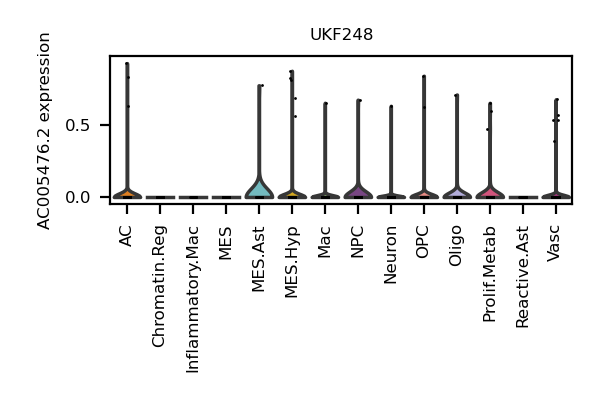 UKF248
AC005476.2 expression
0.5
0.0
AC
Chromatin.Reg
Inflammatory.Mac
MES
MES.Ast
MES.Hyp
Mac
NPC
Neuron
OPC
Oligo
Prolif.Metab
Reactive.Ast
Vasc